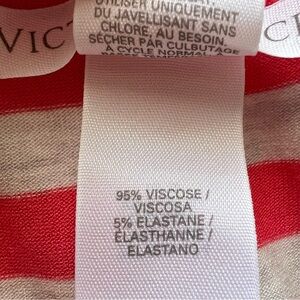 VICT
UTILISER UNIQUEMENT
DU JAVELLISANT SANS
CHLORE, AU BESOIN.
SÉCHER PAR CULBUTAGE
À CYCLE NORMAL, À
95% VISCOSE /
VISCOSA
5% ELASTANE /
ÉLASTHANNE /
ELASTANO